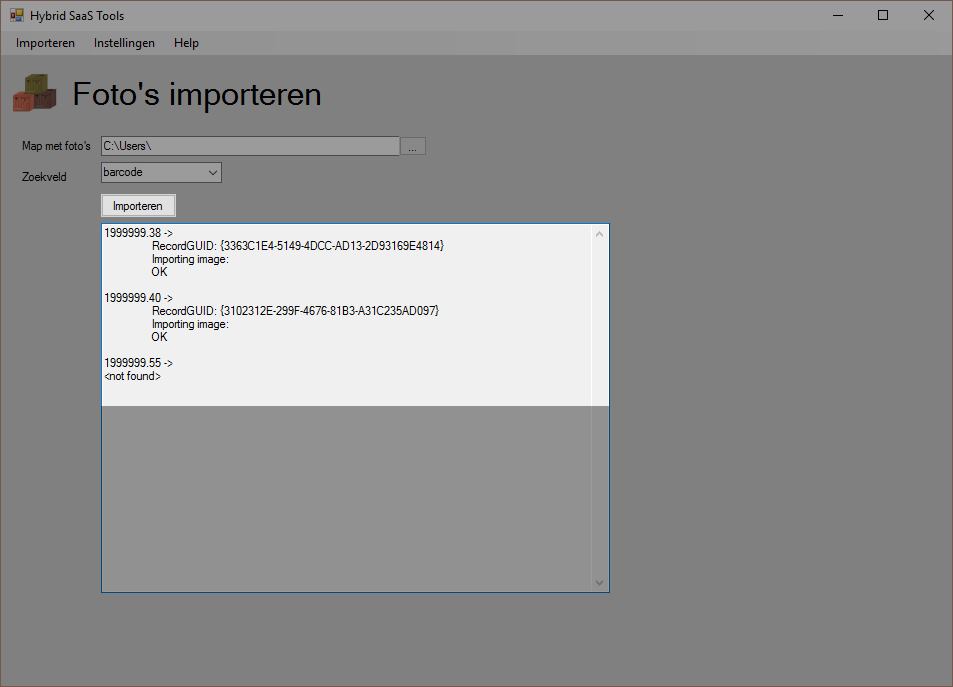 Hybrid SaaS Tools
Importeren Instellingen Help
Foto's importeren
Map met foto's C:\Users\ ...
Zoekveld barcode
Importeren
1999999.38 ->
RecordGUID: {3363C1E4-5149-4DCC-AD13-2D93169E4814}
Importing image:
OK
1999999.40 ->
RecordGUID: {3102312E-299F-4676-81B3-A31C235AD097}
Importing image:
OK
1999999.55 ->
<not found>